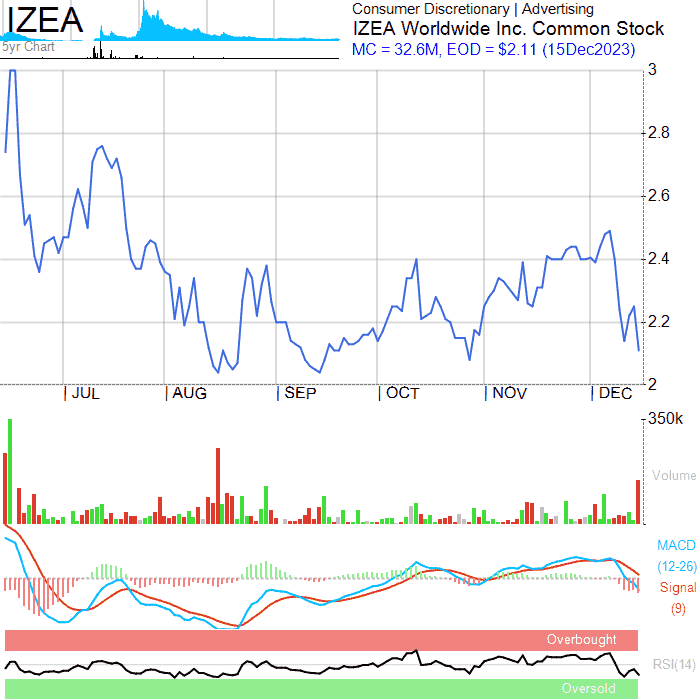 IZEA
5yr Chart
Consumer Discretionary | Advertising
IZEA Worldwide Inc. Common Stock
MC = 32.6M, EOD = $2.11 (15Dec2023)
3
2.8
2.6
2.4
2.2
2
JUL AUG SEP OCT NOV DEC
350k
Volume
MACD
(12-26)
Signal
(9)
Overbought
RSI(14)
Oversold